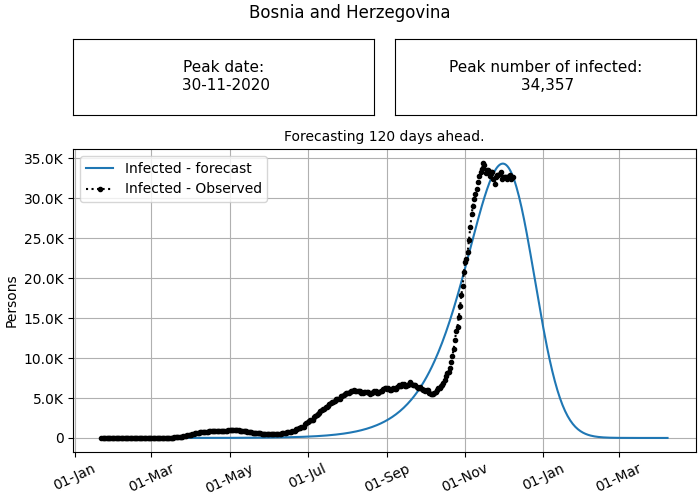 Bosnia and Herzegovina
Peak date:
30-11-2020
Peak number of infected:
34,357
Forecasting 120 days ahead.
Infected - forecast
Infected - Observed
35.0K
30.0K
25.0K
20.0K
15.0K
10.0K
5.0K
0
Persons
01-Jan
01-Mar
01-May
01-Jul
01-Sep
01-Nov
01-Jan
01-Mar